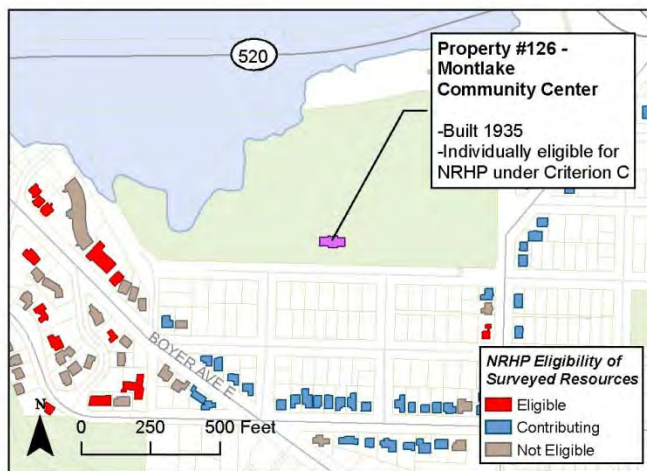 520
Property #126 -
Montlake
Community Center
-Built 1935
-Individually eligible for
NRHP under Criterion C
BOYER AVE E
NRHP Eligibility of
Surveyed Resources
Eligible
Contributing
Not Eligible
N
0 250 500 Feet